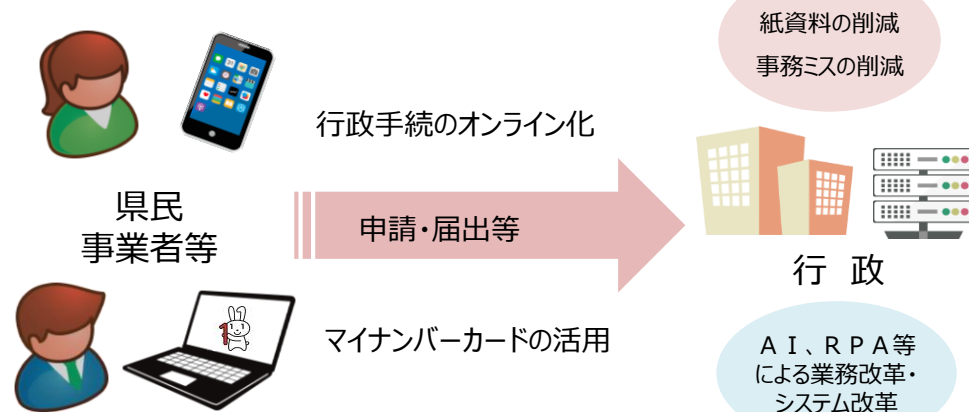 紙資料の削減
事務ミスの削減
行政手続のオンライン化
県民
事業者等
申請・届出等
行 政
マイナンバーカードの活用
ＡＩ、ＲＰＡ等
による業務改革・
システム改革